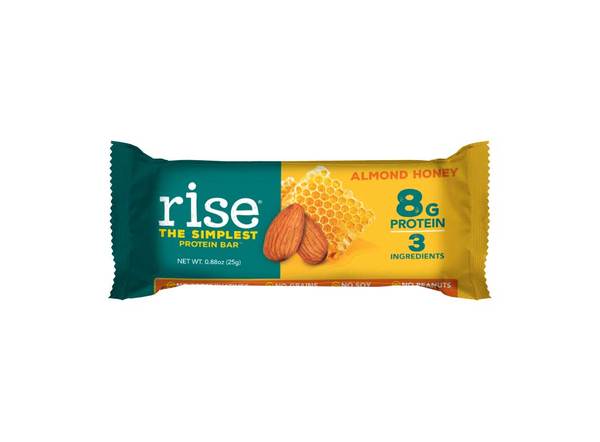 rise®
THE SIMPLEST
PROTEIN BAR™
NET WT. 0.88oz (25g)
ALMOND HONEY
8G
PROTEIN
3
INGREDIENTS
NO GRAINS NO SOY NO PEANUTS